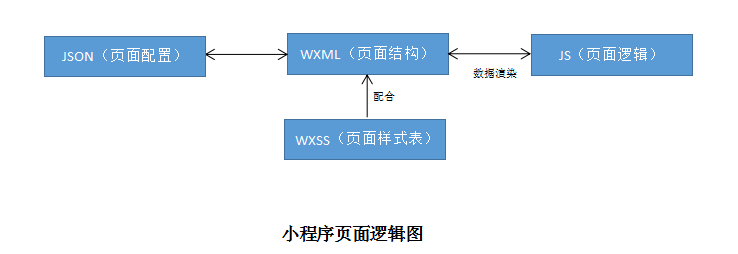 JSON（页面配置）
WXML（页面结构）
JS（页面逻辑）
数据渲染
配合
WXSS（页面样式表）
小程序页面逻辑图